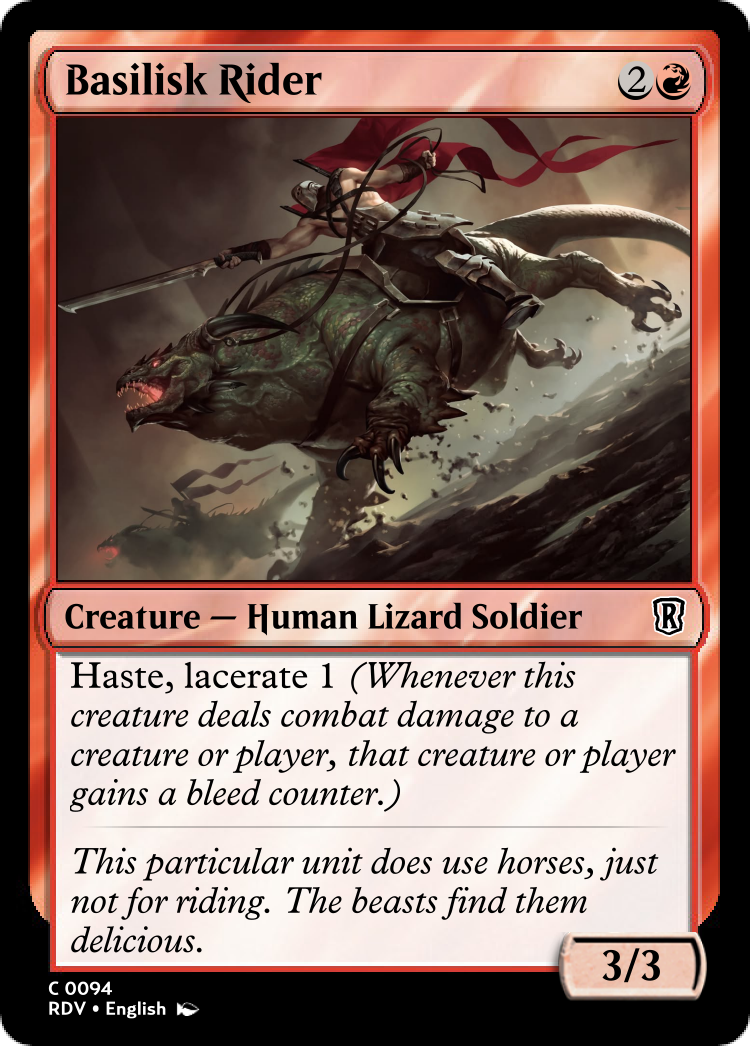 Basilisk Rider 2
Creature — Human Lizard Soldier R
Haste, lacerate 1 (Whenever this
creature deals combat damage to a
creature or player, that creature or player
gains a bleed counter.)
This particular unit does use horses, just
not for riding. The beasts find them
delicious.
3/3
C 0094
RDV • English